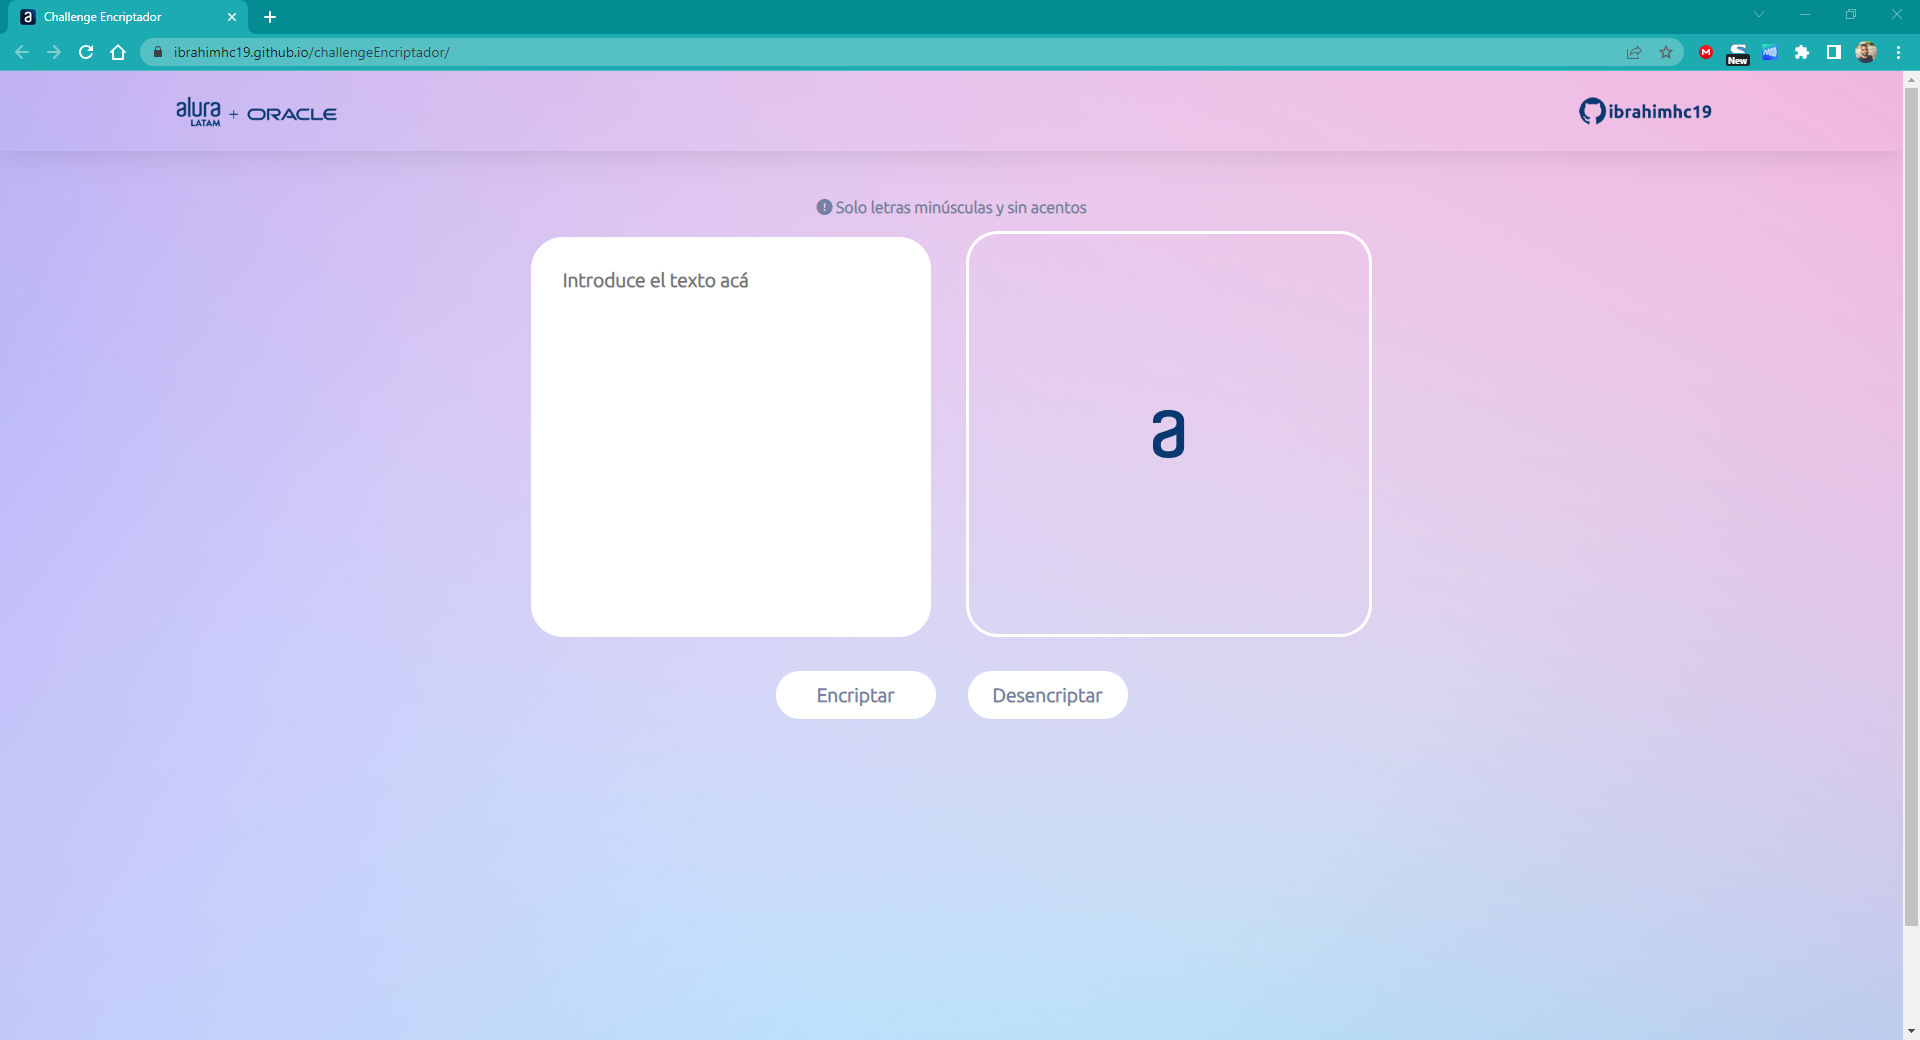 Challenge Encriptador
ibrahimhc19.github.io/challengeEncriptador/
New
alura
LATAM
+ ORACLE
ibrahimhc19
Solo letras minúsculas y sin acentos
Introduce el texto acá
a
Encriptar
Desencriptar